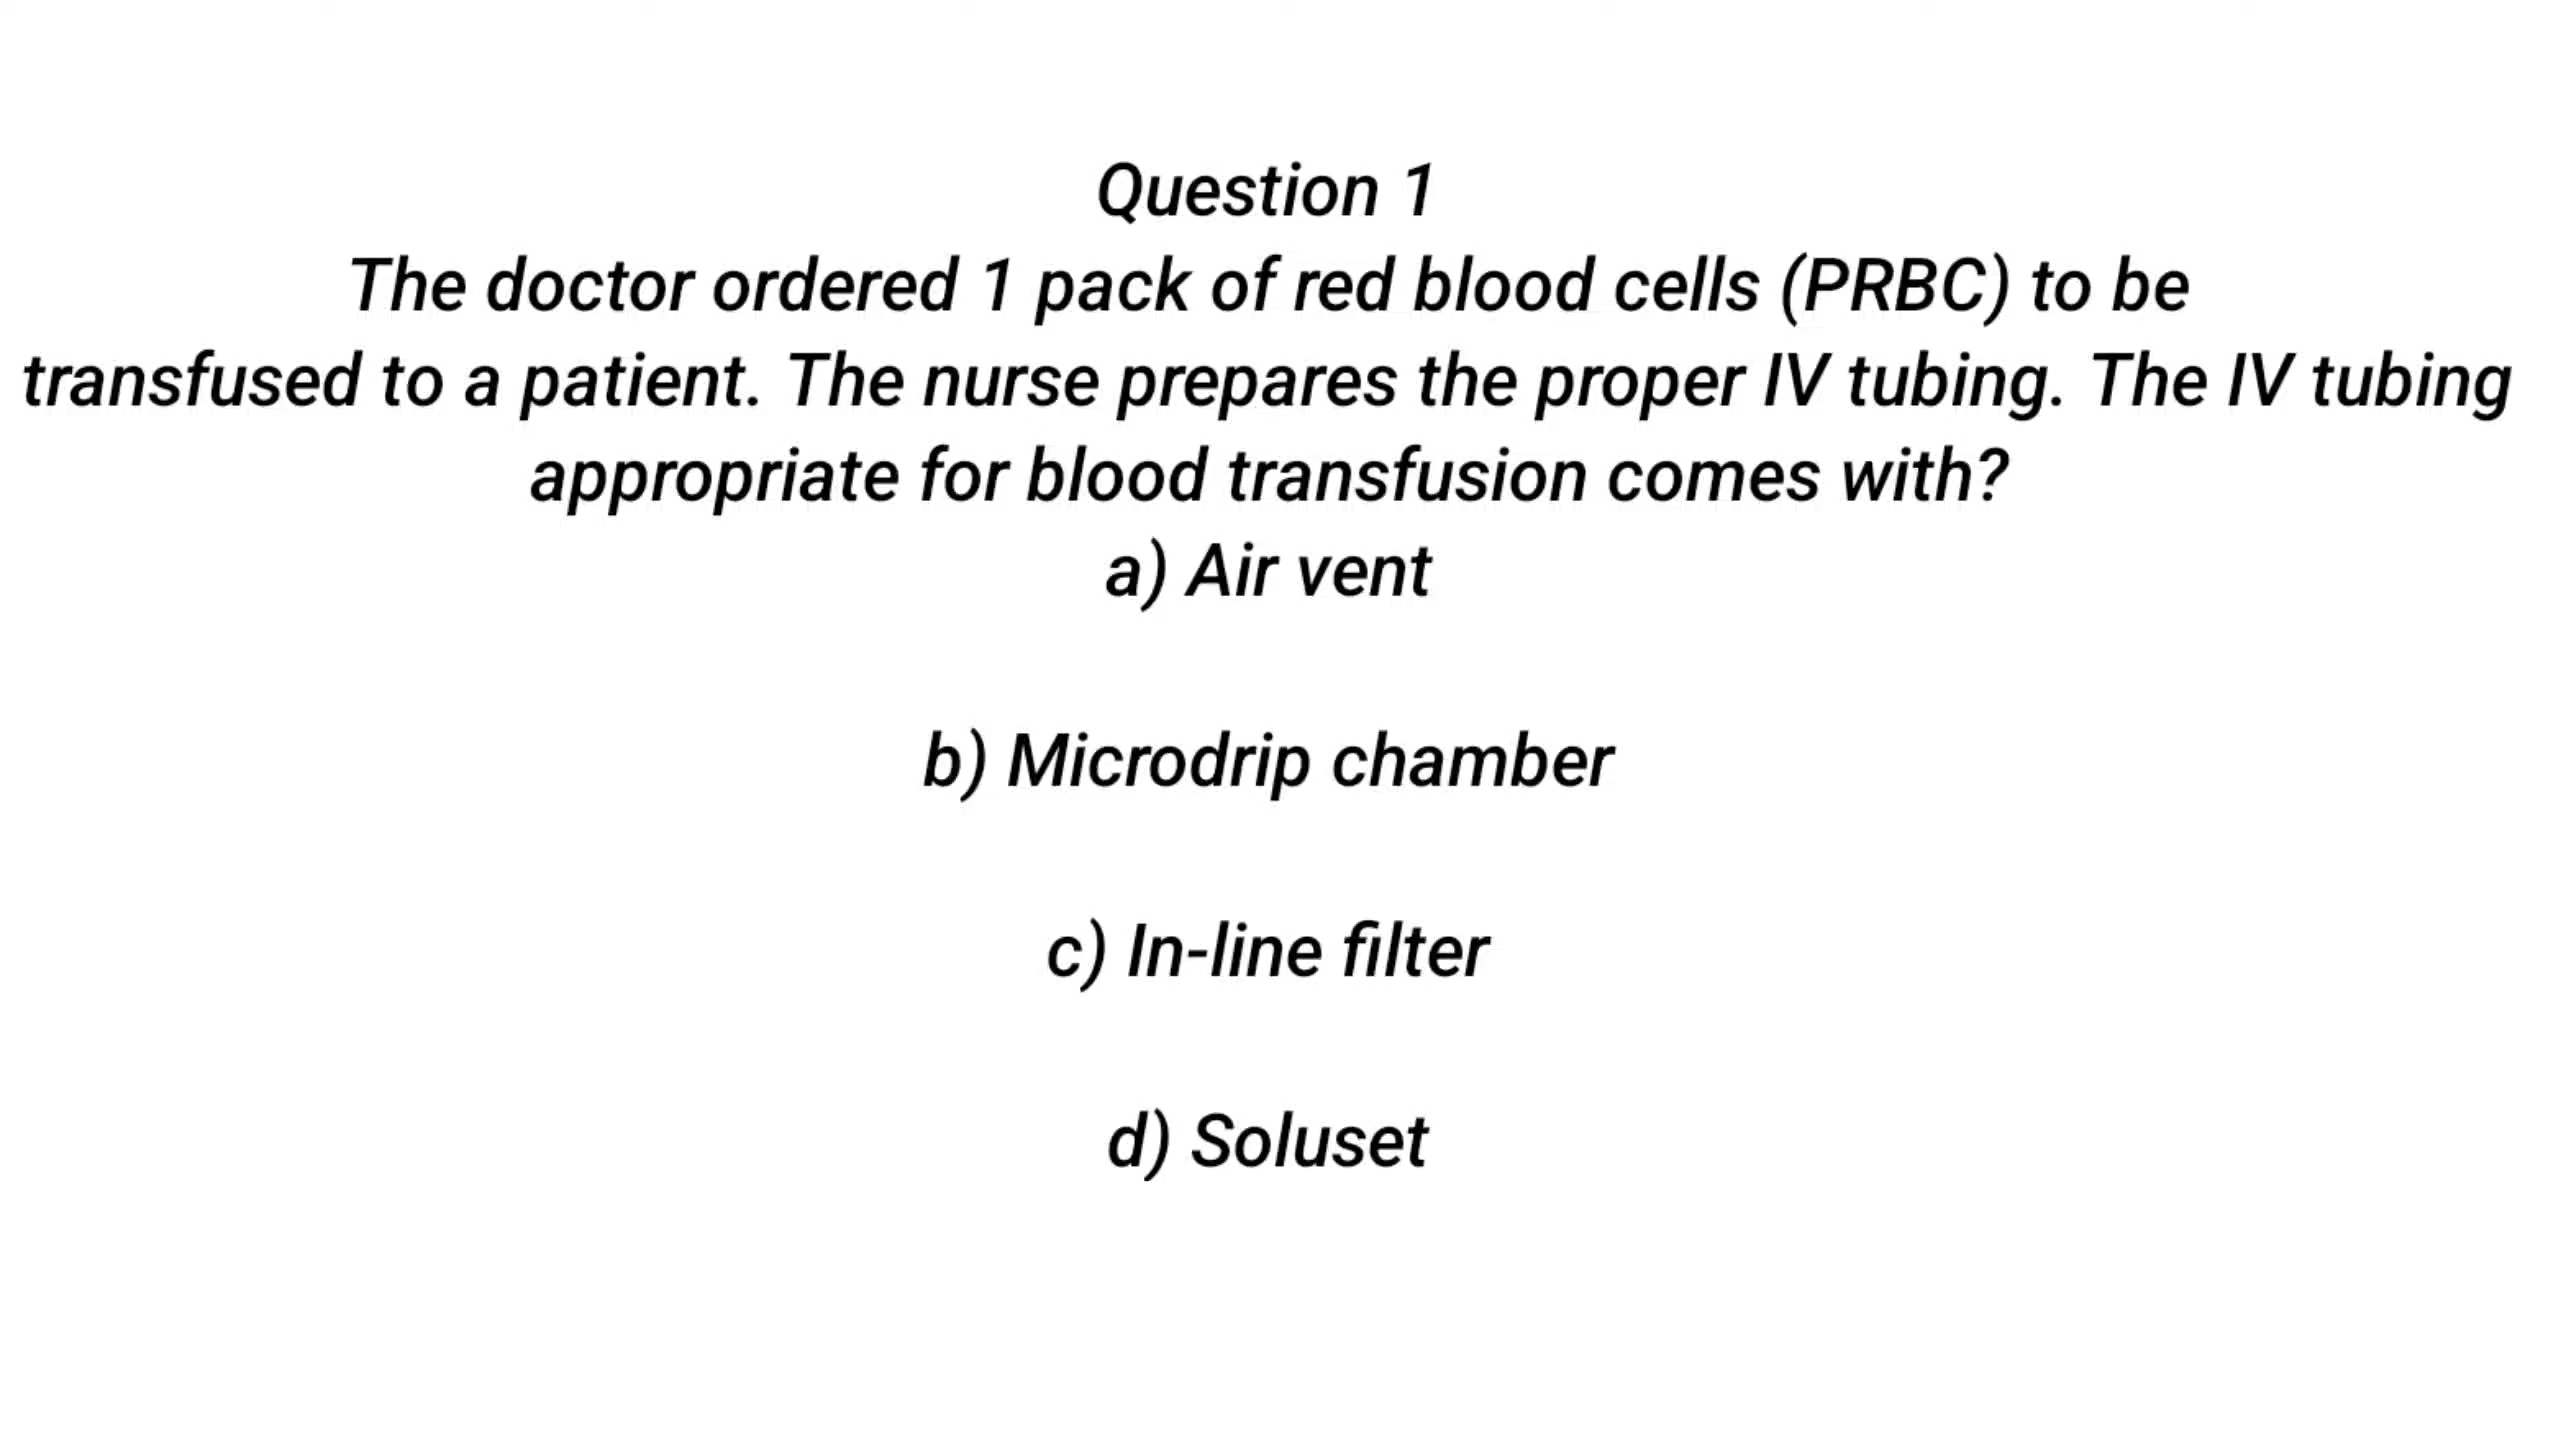 Question 1
The doctor ordered 1 pack of red blood cells (PRBC) to be
transfused to a patient. The nurse prepares the proper IV tubing. The IV tubing
appropriate for blood transfusion comes with?
a) Air vent
b) Microdrip chamber
c) In-line filter
d) Soluset